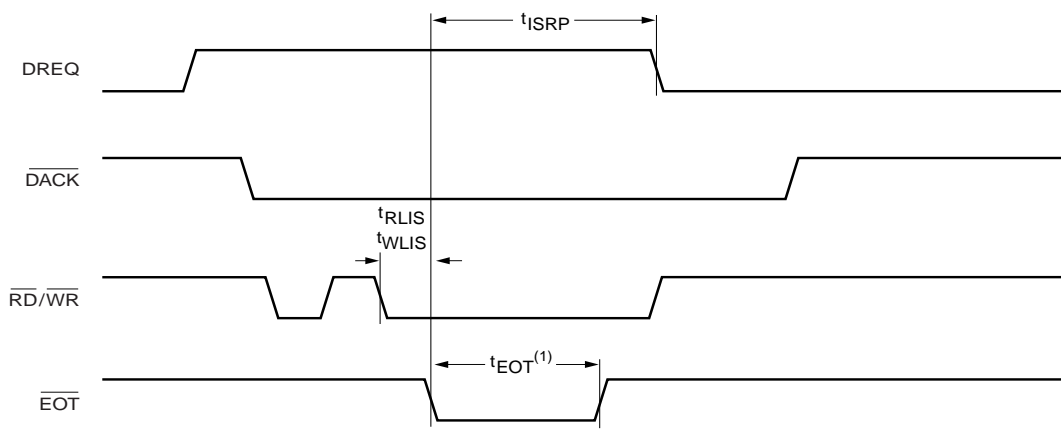 tISRP
DREQ
DACK
tRLIS
tWLIS
RD/WR
tEOT(1)
EOT